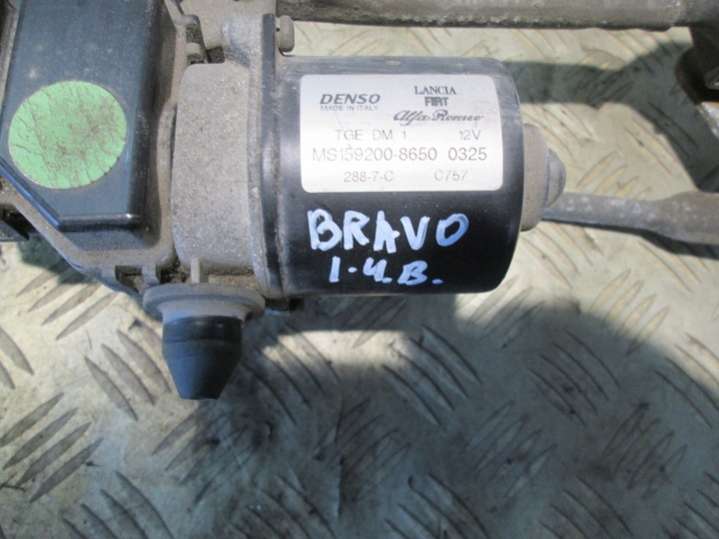 DENSO
MADE IN ITALY
LANCIA
FIAT
Alfa Romeo
TGE DM 1 12V
MS159200-8650 0325
288-7-C C757
BRAVO
1.4.B.